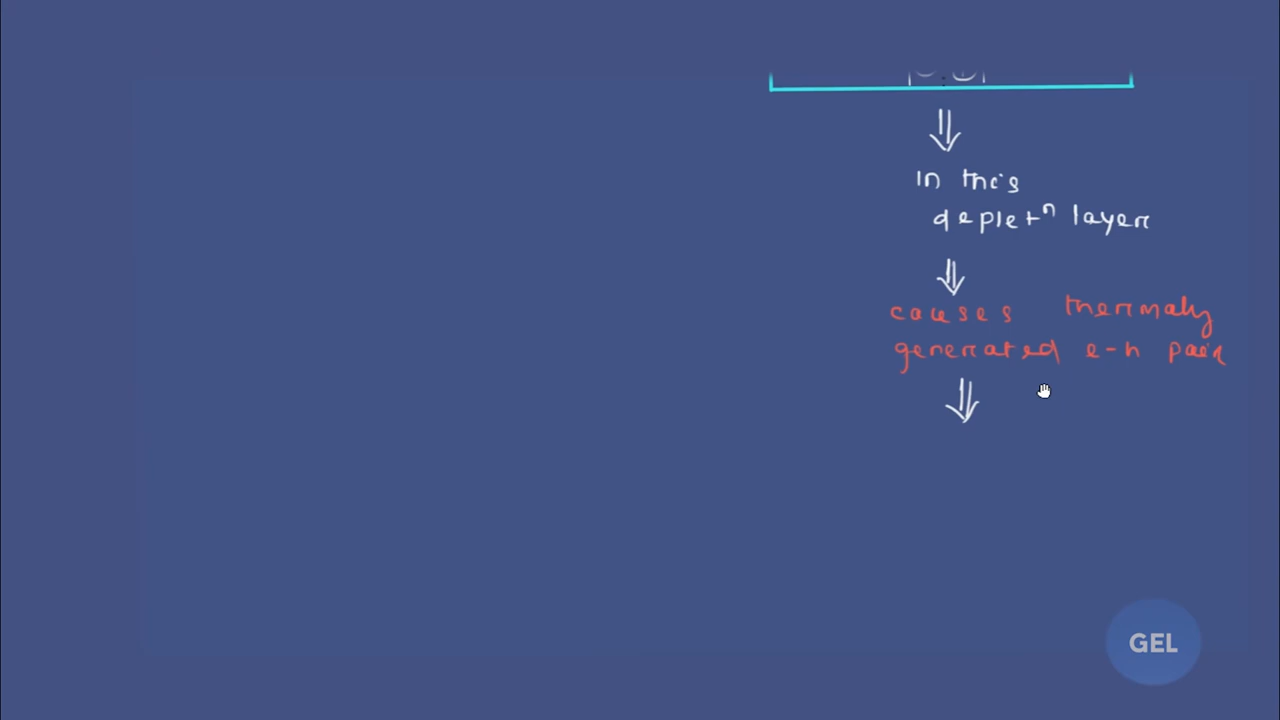 In this
depletⁿ layer
causes thermaly
generated e-h pair
GEL